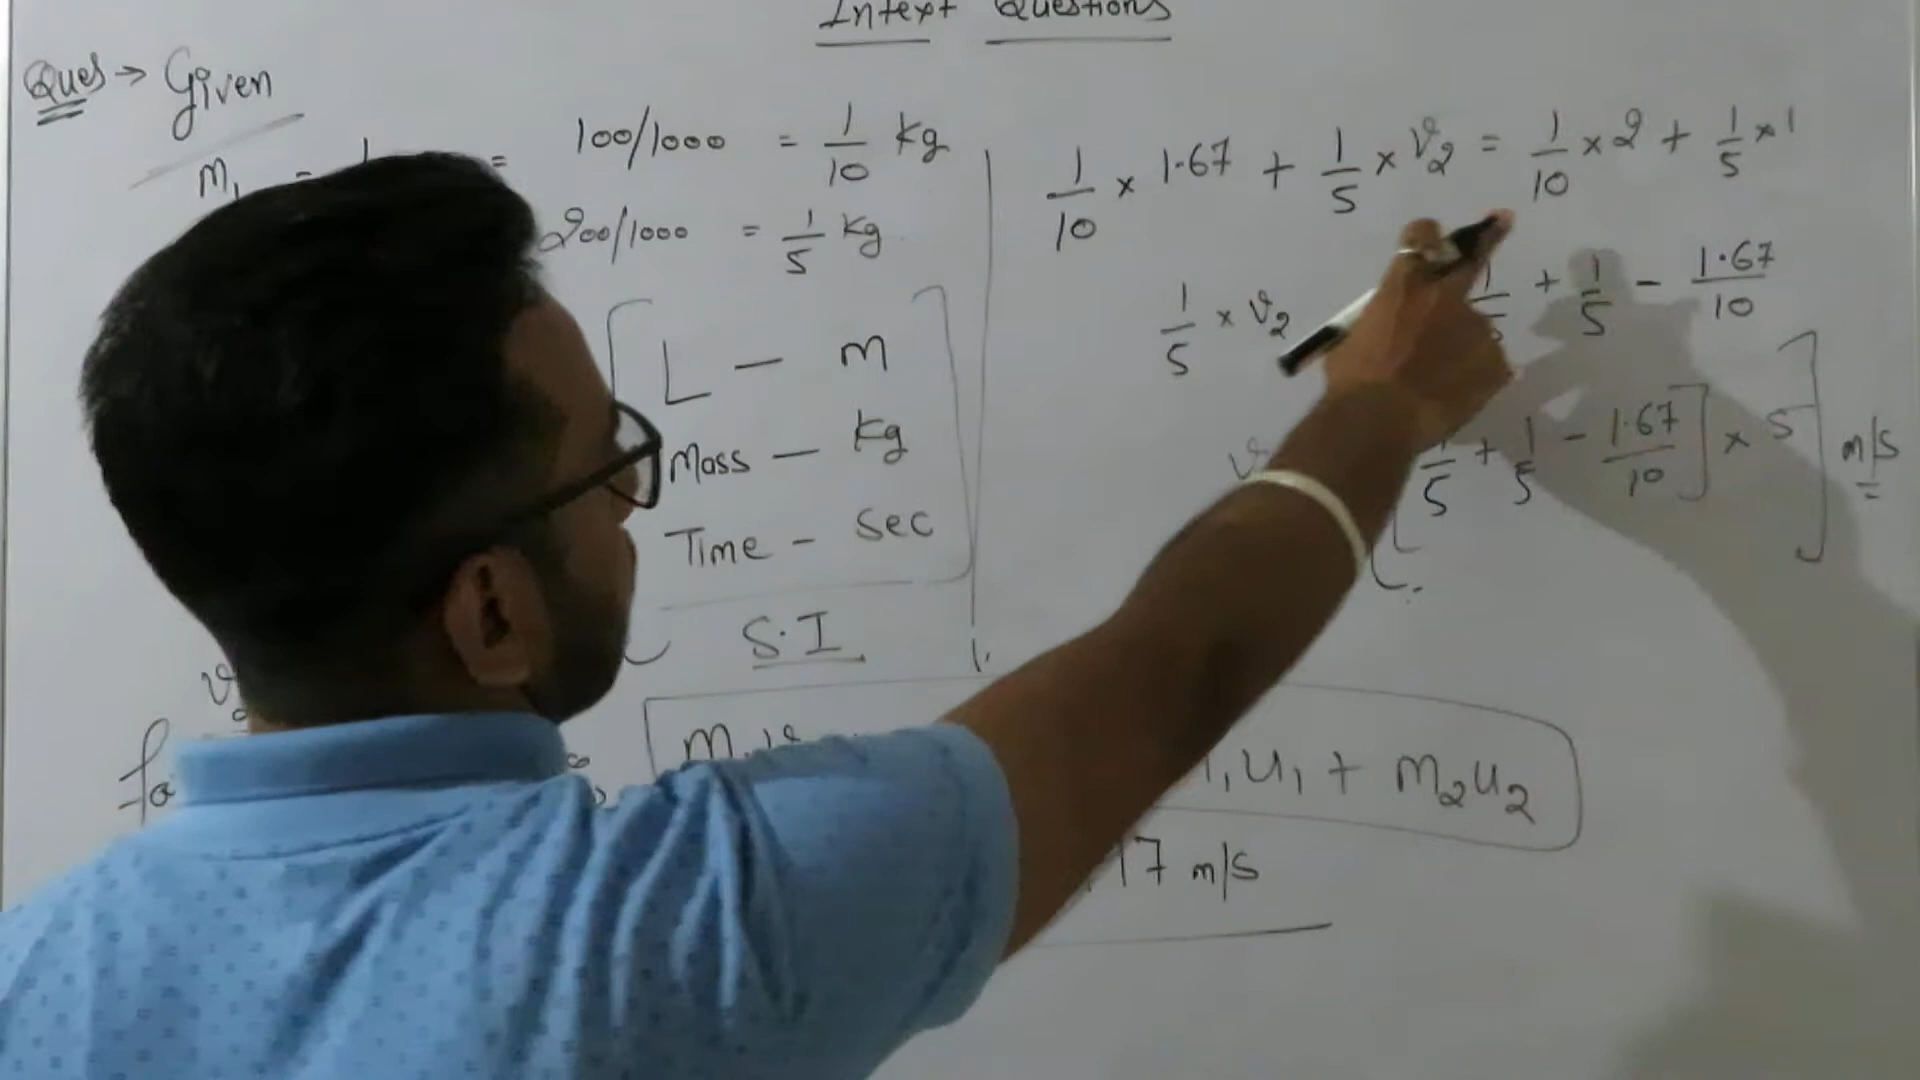 Intext Questions
Ques → Given
m₁ =
= 100/1000 = 1/10 kg
200/1000 = 1/5 kg
L — m
Mass — kg
Time – Sec
S.I
1/10 × 1.67 + 1/5 × v₂ = 1/10 × 2 + 1/5 × 1
1/5 × v₂ 1/5 + 1/5 − 1.67/10
1/5 + 1/5 − 1.67/10] × 5] m/s
u₁ + m₂u₂
17 m/s